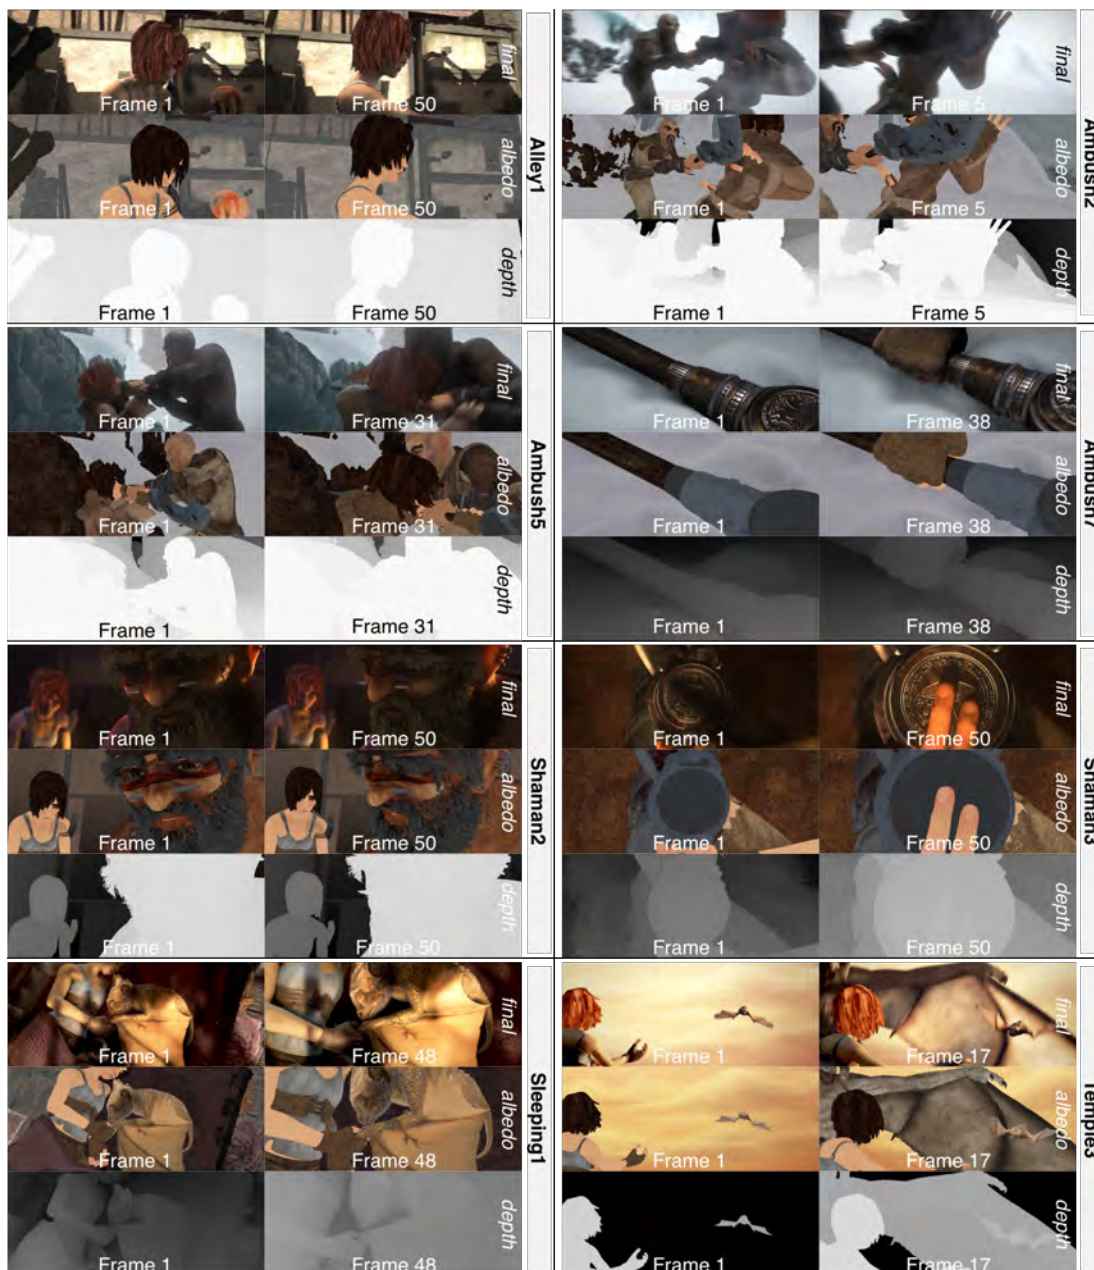 final
Frame 1 Frame 50
albedo
Frame 1 Frame 50
depth
Frame 1 Frame 50
Alley1
final
Frame 1 Frame 5
albedo
Frame 1 Frame 5
depth
Frame 1 Frame 5
Ambush2
final
Frame 1 Frame 31
albedo
Frame 1 Frame 31
depth
Frame 1 Frame 31
Ambush5
final
Frame 1 Frame 38
albedo
Frame 1 Frame 38
depth
Frame 1 Frame 38
Ambush7
final
Frame 1 Frame 50
albedo
Frame 1 Frame 50
depth
Frame 1 Frame 50
Shaman2
final
Frame 1 Frame 50
albedo
Frame 1 Frame 50
depth
Frame 1 Frame 50
Shaman3
final
Frame 1 Frame 48
albedo
Frame 1 Frame 48
depth
Frame 1 Frame 48
Sleeping1
final
Frame 1 Frame 17
albedo
Frame 1 Frame 17
depth
Frame 1 Frame 17
Temple3